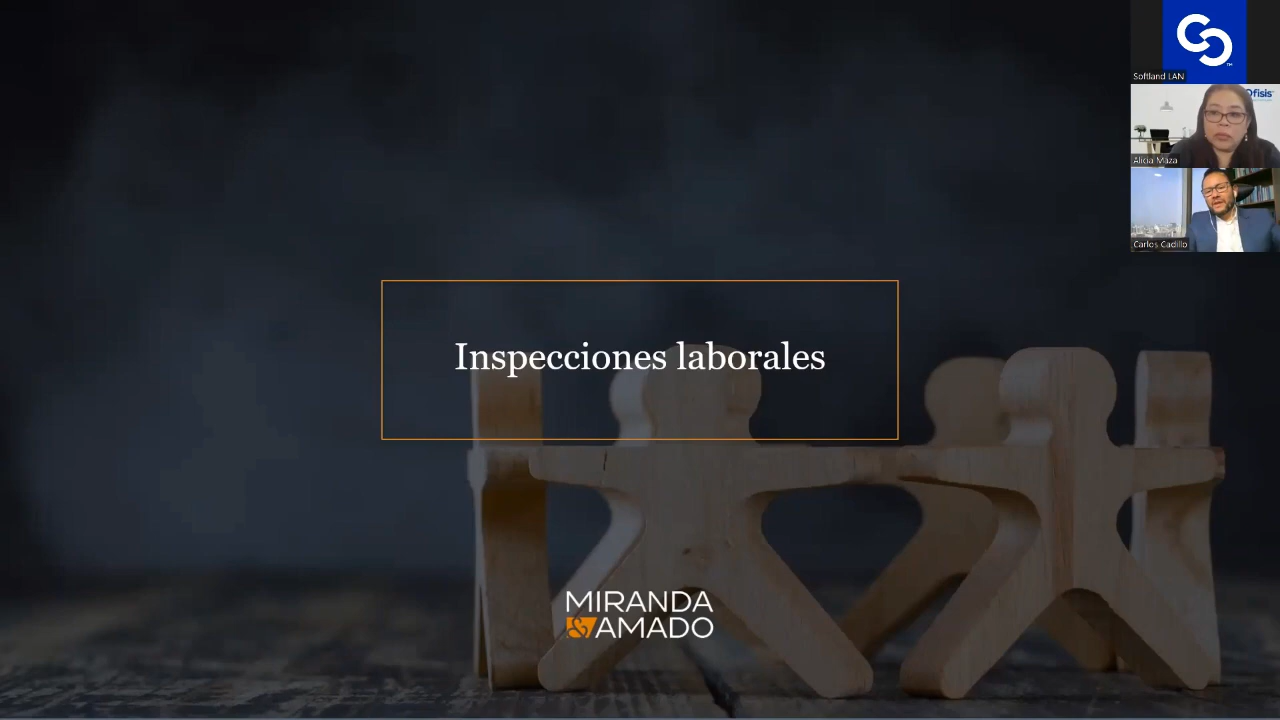 Softland LAN
Ofisis
Alicia Maza
Carlos Cadillo
Inspecciones laborales
MIRANDA
& AMADO